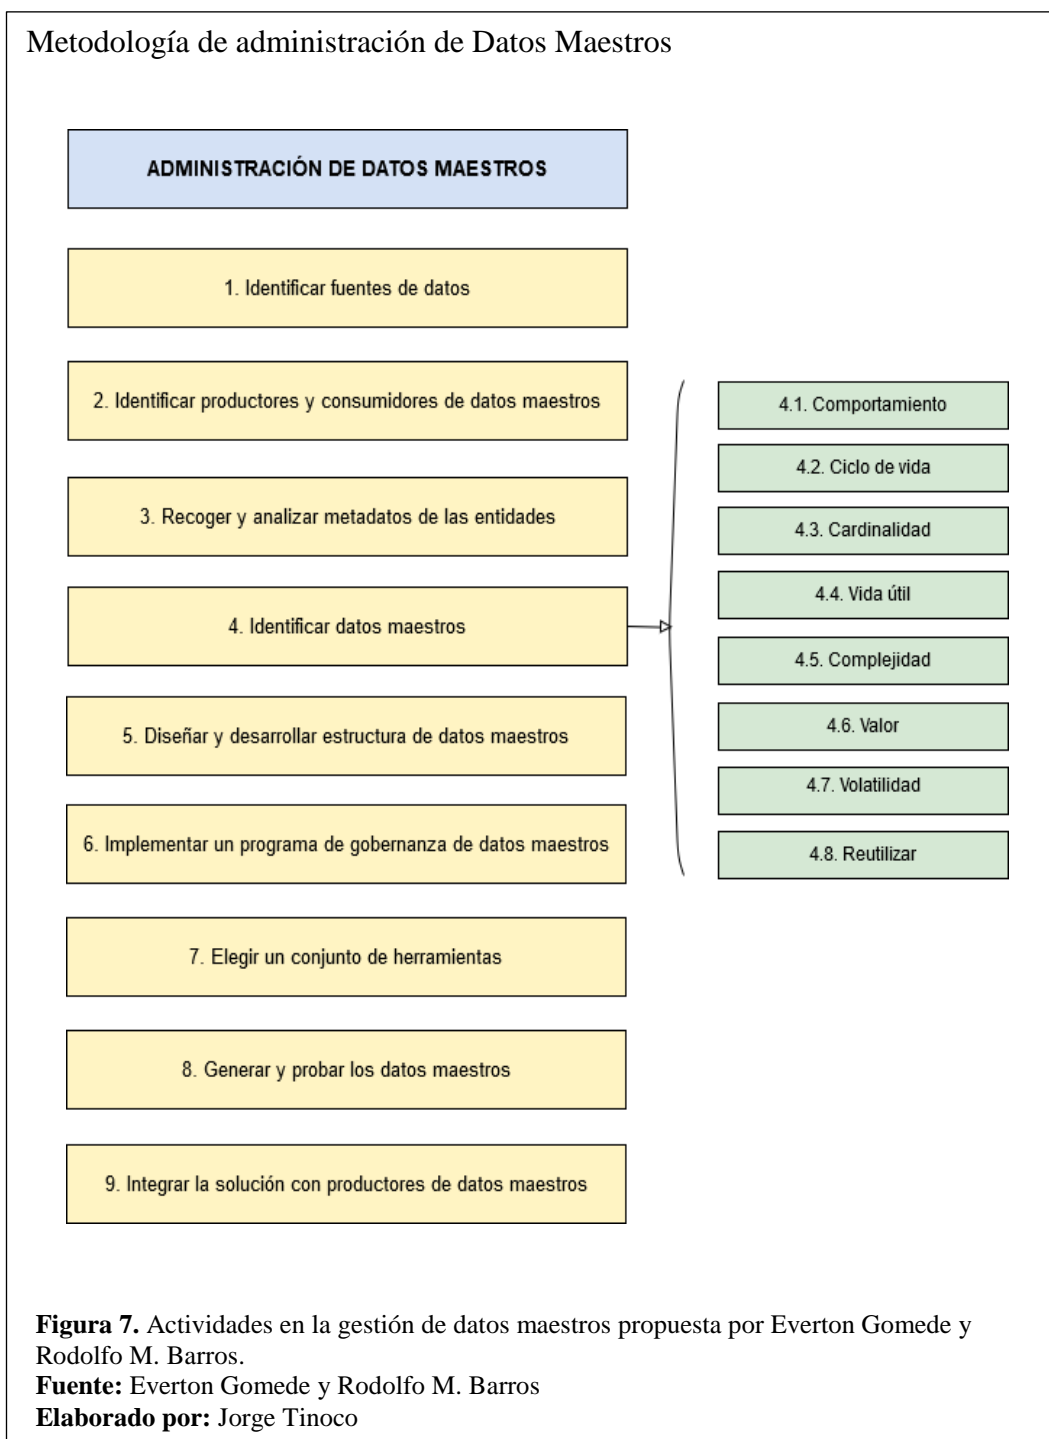 Metodología de administración de Datos Maestros
ADMINISTRACIÓN DE DATOS MAESTROS
1. Identificar fuentes de datos
2. Identificar productores y consumidores de datos maestros
3. Recoger y analizar metadatos de las entidades
4. Identificar datos maestros
5. Diseñar y desarrollar estructura de datos maestros
6. Implementar un programa de gobernanza de datos maestros
7. Elegir un conjunto de herramientas
8. Generar y probar los datos maestros
9. Integrar la solución con productores de datos maestros
4.1. Comportamiento
4.2. Ciclo de vida
4.3. Cardinalidad
4.4. Vida útil
4.5. Complejidad
4.6. Valor
4.7. Volatilidad
4.8. Reutilizar
Figura 7. Actividades en la gestión de datos maestros propuesta por Everton Gomede y
Rodolfo M. Barros.
Fuente: Everton Gomede y Rodolfo M. Barros
Elaborado por: Jorge Tinoco